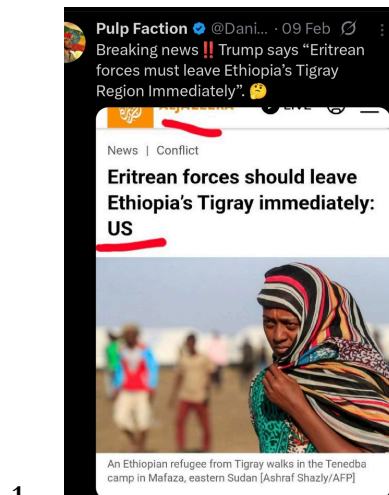 Pulp Faction @Dani... · 09 Feb
Breaking news ‼ Trump says “Eritrean
forces must leave Ethiopia’s Tigray
Region Immediately”. 🤔
ALJAZEERA LIVE
News | Conflict
Eritrean forces should leave
Ethiopia’s Tigray immediately:
US
An Ethiopian refugee from Tigray walks in the Tenedba
camp in Mafaza, eastern Sudan [Ashraf Shazly/AFP]
1